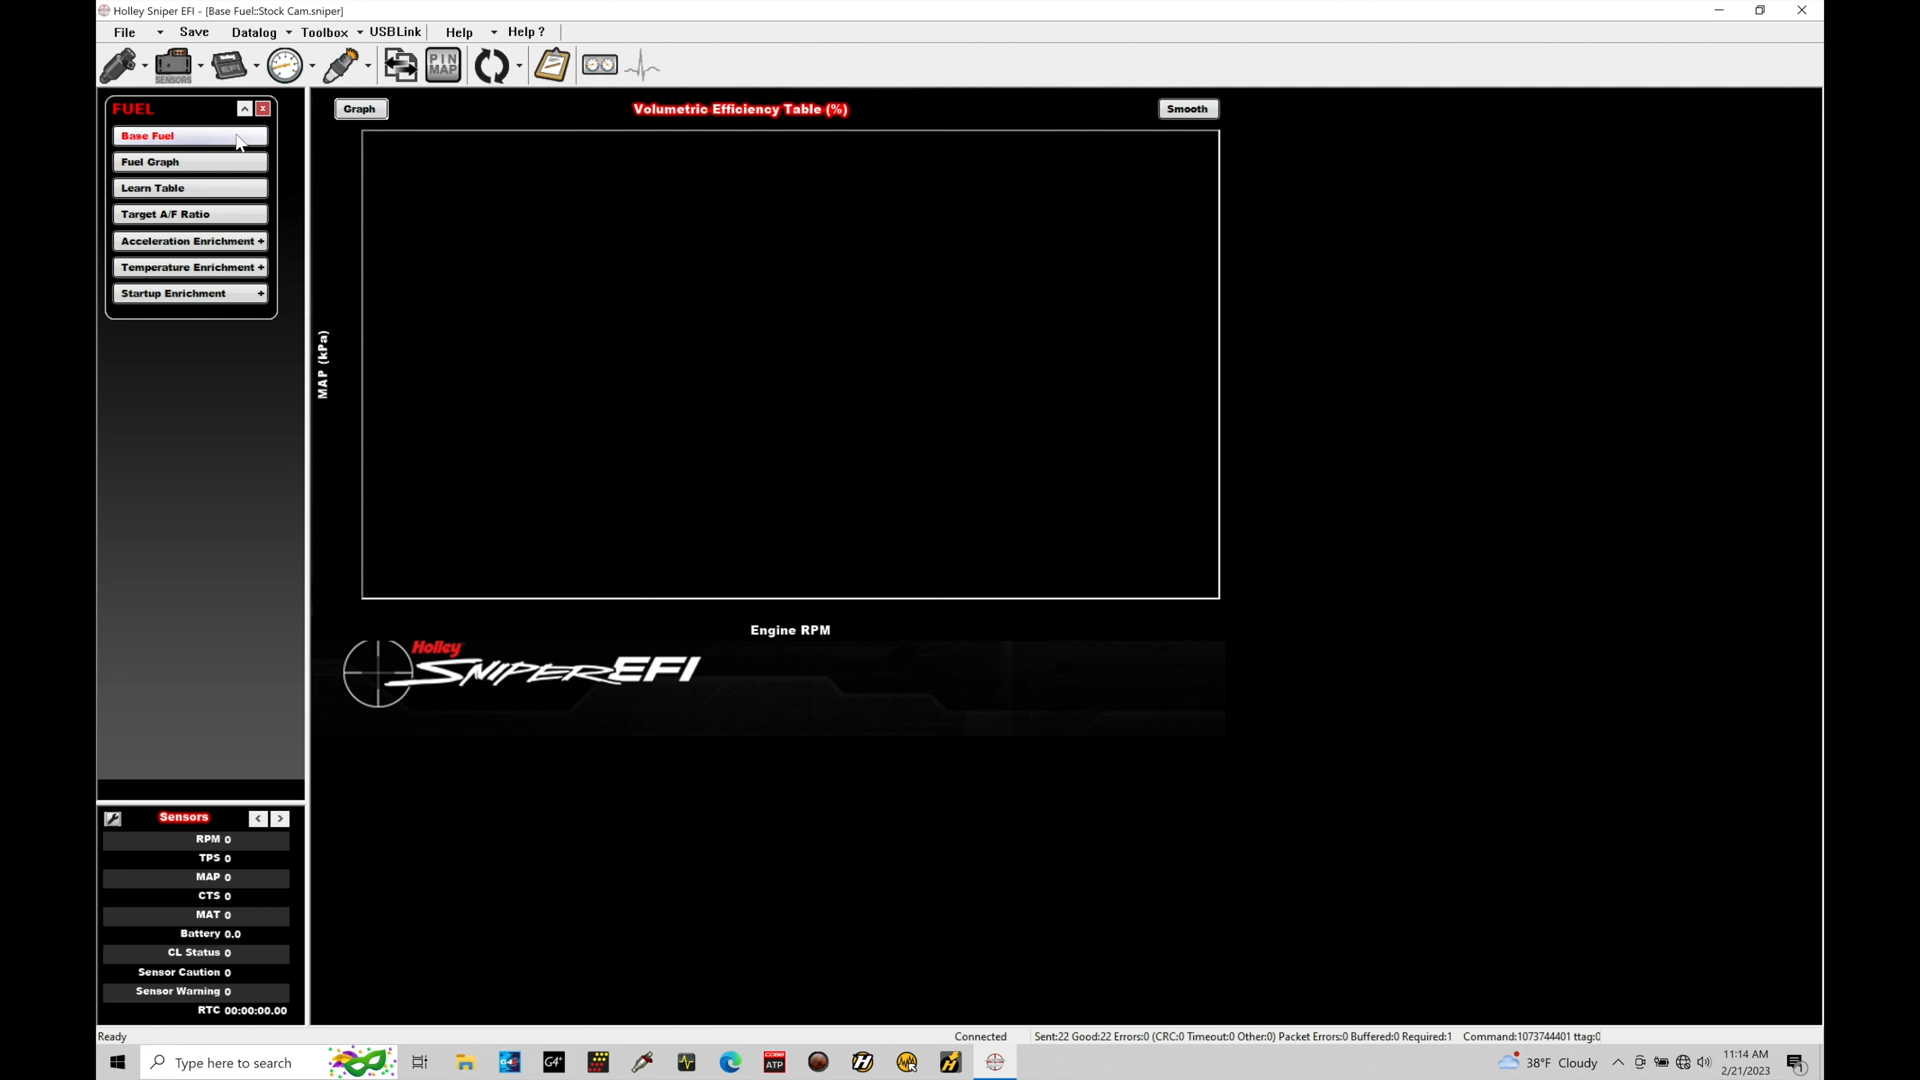 Holley Sniper EFI - [Base Fuel::Stock Cam.sniper]
File Save Datalog Toolbox USBLink Help Help ?
SENSORS EFI PIN MAP
FUEL
Base Fuel
Fuel Graph
Learn Table
Target A/F Ratio
Acceleration Enrichment +
Temperature Enrichment +
Startup Enrichment +
Graph Volumetric Efficiency Table (%) Smooth
MAP (kPa)
Engine RPM
Holley
SNIPER EFI
Sensors < >
RPM 0
TPS 0
MAP 0
CTS 0
MAT 0
Battery 0.0
CL Status 0
Sensor Caution 0
Sensor Warning 0
RTC 00:00:00.00
Ready Connected Sent:22 Good:22 Errors:0 (CRC:0 Timeout:0 Other:0) Packet Errors:0 Buffered:0 Required:1 Command:1073744401 ttag:0
Type here to search G4+ COBB ATP 38°F Cloudy 11:14 AM
2/21/2023 1